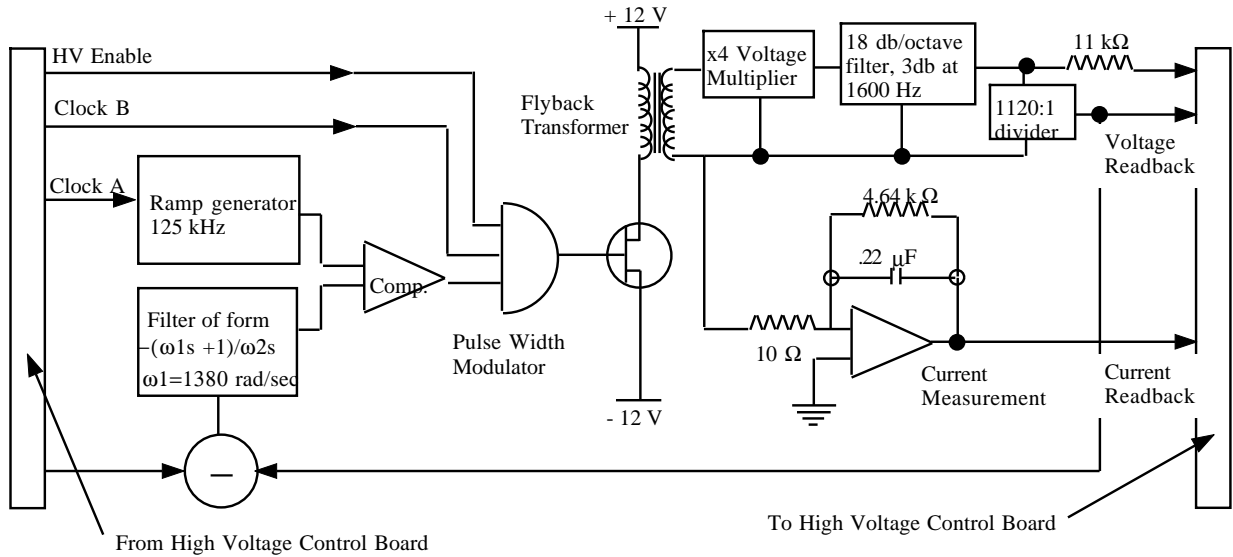 HV Enable
Clock B
Clock A
Ramp generator
125 kHz
Filter of form
−(ω1s +1)/ω2s
ω1=1380 rad/sec
−
Comp.
Pulse Width
Modulator
+ 12 V
Flyback
Transformer
- 12 V
x4 Voltage
Multiplier
18 db/octave
filter, 3db at
1600 Hz
11 kΩ
1120:1
divider
Voltage
Readback
4.64 k Ω
.22 μF
10 Ω
Current
Measurement
Current
Readback
From High Voltage Control Board
To High Voltage Control Board